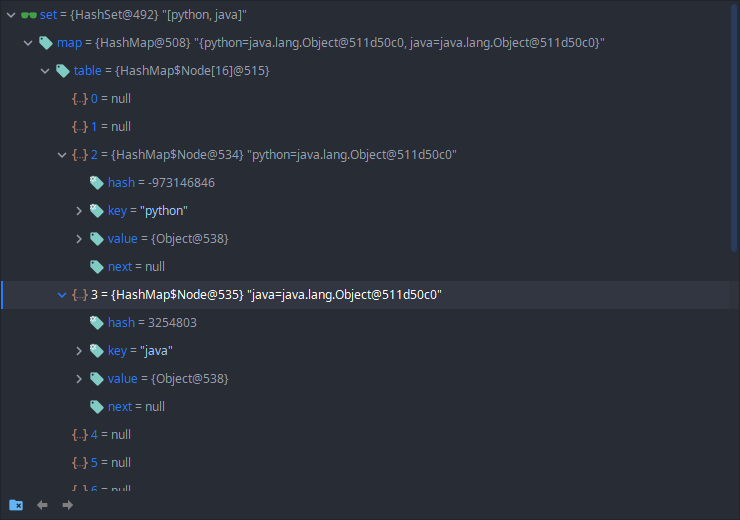 set = {HashSet@492} "[python, java]"
map = {HashMap@508} "{python=java.lang.Object@511d50c0, java=java.lang.Object@511d50c0}"
table = {HashMap$Node[16]@515}
{..} 0 = null
{..} 1 = null
{..} 2 = {HashMap$Node@534} "python=java.lang.Object@511d50c0"
hash = -973146846
key = "python"
value = {Object@538}
next = null
{..} 3 = {HashMap$Node@535} "java=java.lang.Object@511d50c0"
hash = 3254803
key = "java"
value = {Object@538}
next = null
{..} 4 = null
{..} 5 = null
{..} 6 = null